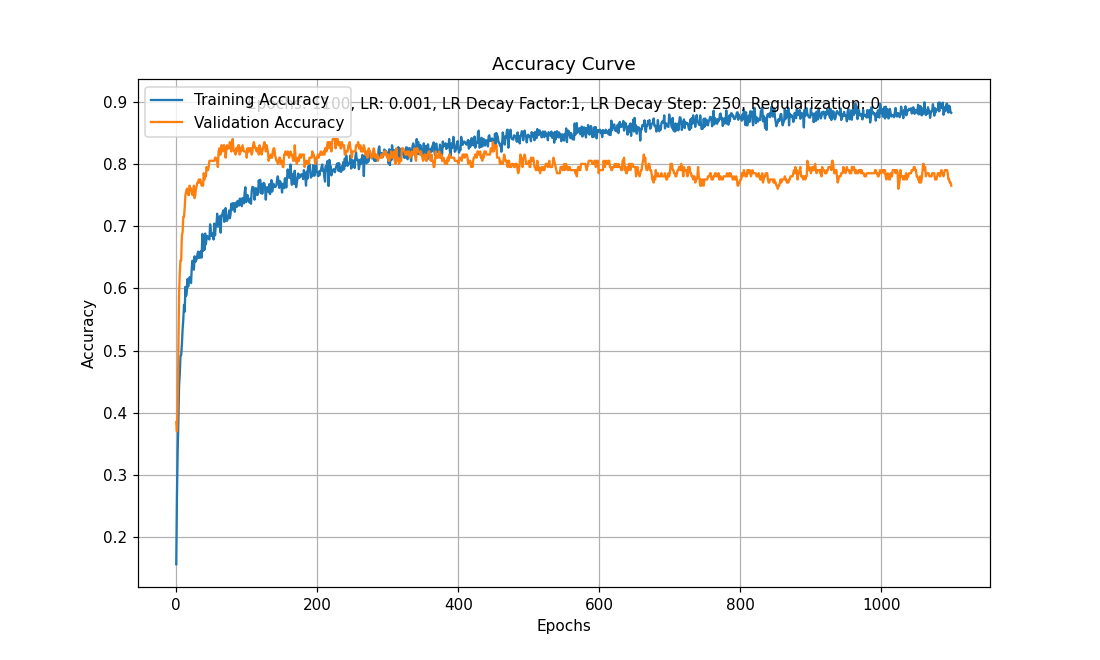 Accuracy Curve
Epochs: 1100, LR: 0.001, LR Decay Factor:1, LR Decay Step: 250, Regularization: 0
Training Accuracy
Validation Accuracy
0.9
0.8
0.7
0.6
0.5
0.4
0.3
0.2
Accuracy
0
200
400
600
800
1000
Epochs